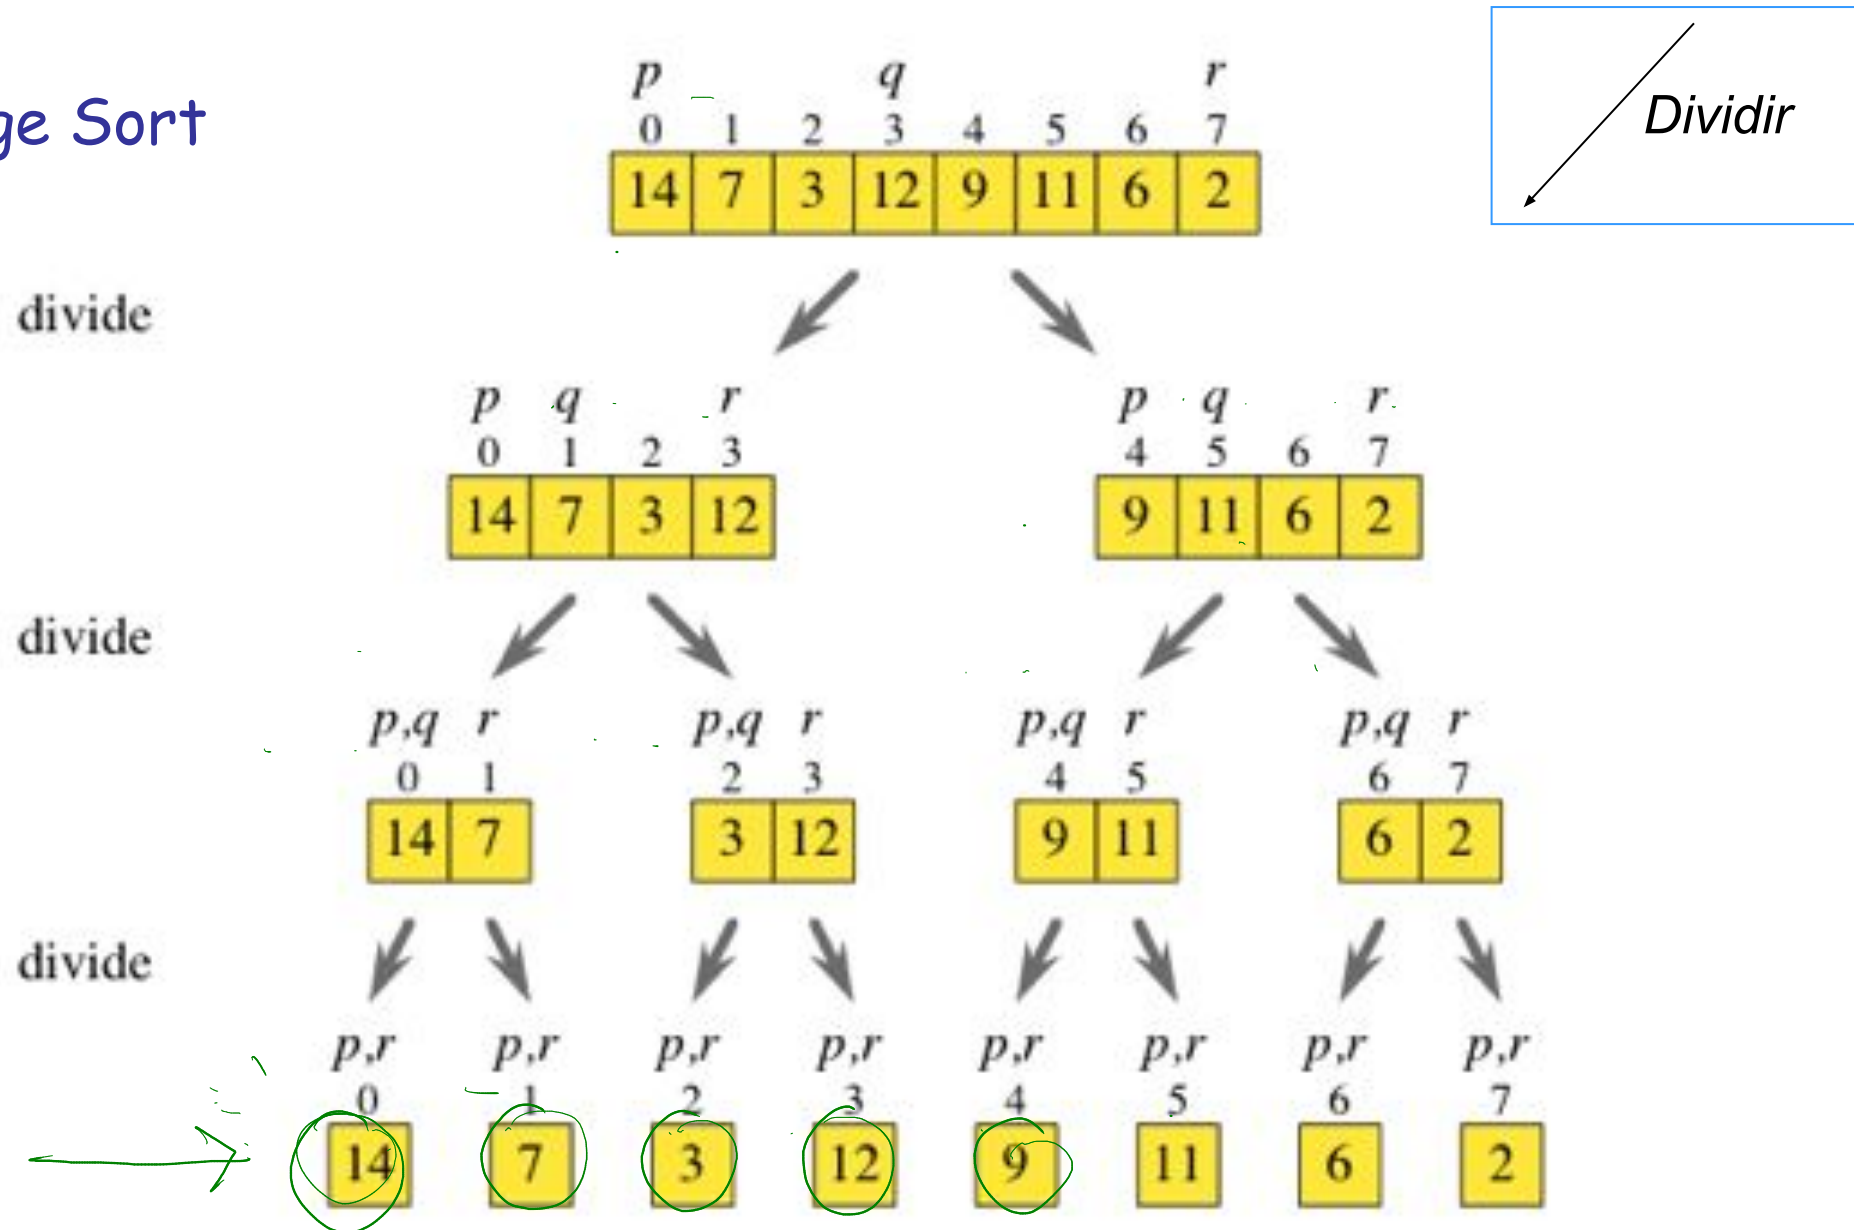 ge Sort
Dividir
p q r
0 1 2 3 4 5 6 7
14 7 3 12 9 11 6 2
divide
p q r p q r
0 1 2 3 4 5 6 7
14 7 3 12 9 11 6 2
divide
p,q r p,q r p,q r p,q r
0 1 2 3 4 5 6 7
14 7 3 12 9 11 6 2
divide
p,r p,r p,r p,r p,r p,r p,r p,r
0 1 2 3 4 5 6 7
14 7 3 12 9 11 6 2